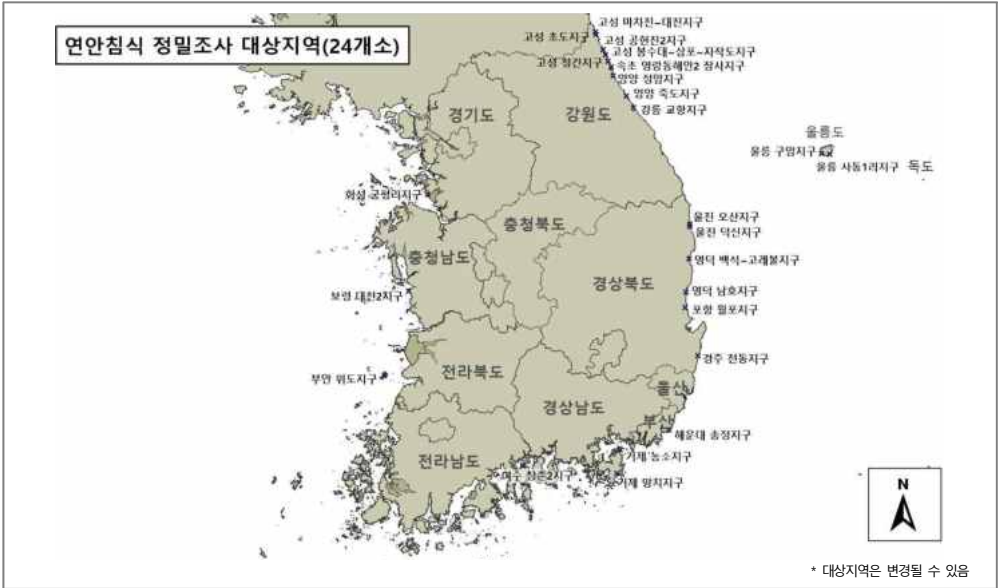 연안침식 정밀조사 대상지역(24개소)
고성 마차진~대진지구
고성 초도지구
고성 공현진2지구
고성 봉수대~삼포~자작도지구
고성 청간지구
속초 영랑동해안2 장사지구
양양 정암지구
양양 죽도지구
강릉 교항지구
경기도
강원도
울릉도
울릉 구암지구
울릉 사동1리지구
독도
화성 궁평리지구
충청북도
울진 오산지구
울진 덕신지구
충청남도
영덕 백석~고래불지구
경상북도
보령 대천2지구
영덕 남호지구
포항 월포지구
경주 전동지구
전라북도
부안 위도지구
울산
경상남도
부산
해운대 송정지구
거제 농소지구
전라남도
여수 상촌2지구
거제 망치지구
N
* 대상지역은 변경될 수 있음